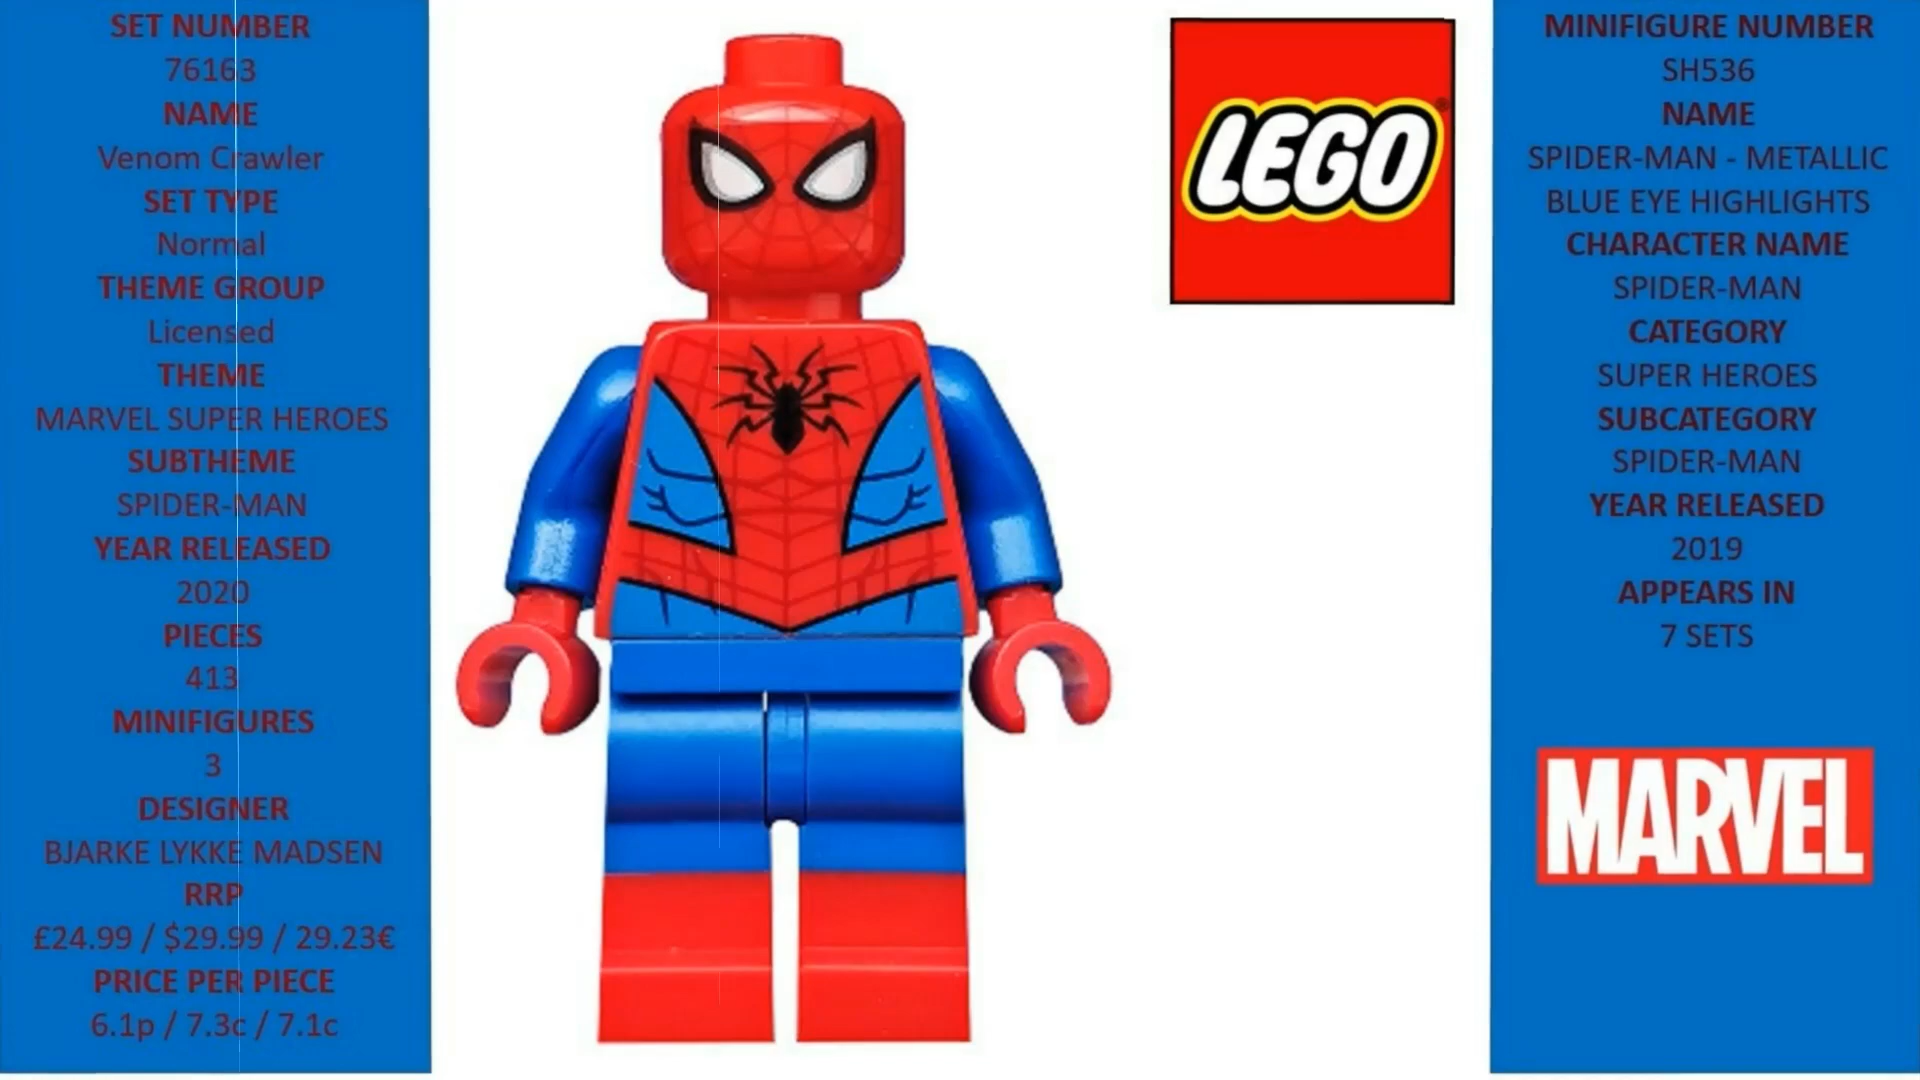 SET NUMBER
76163
NAME
Venom Crawler
SET TYPE
Normal
THEME GROUP
Licensed
THEME
MARVEL SUPER HEROES
SUBTHEME
SPIDER-MAN
YEAR RELEASED
2020
PIECES
413
MINIFIGURES
3
DESIGNER
BJARKE LYKKE MADSEN
RRP
£24.99 / $29.99 / 29.23€
PRICE PER PIECE
6.1p / 7.3c / 7.1c
LEGO®
MINIFIGURE NUMBER
SH536
NAME
SPIDER-MAN - METALLIC
BLUE EYE HIGHLIGHTS
CHARACTER NAME
SPIDER-MAN
CATEGORY
SUPER HEROES
SUBCATEGORY
SPIDER-MAN
YEAR RELEASED
2019
APPEARS IN
7 SETS
MARVEL